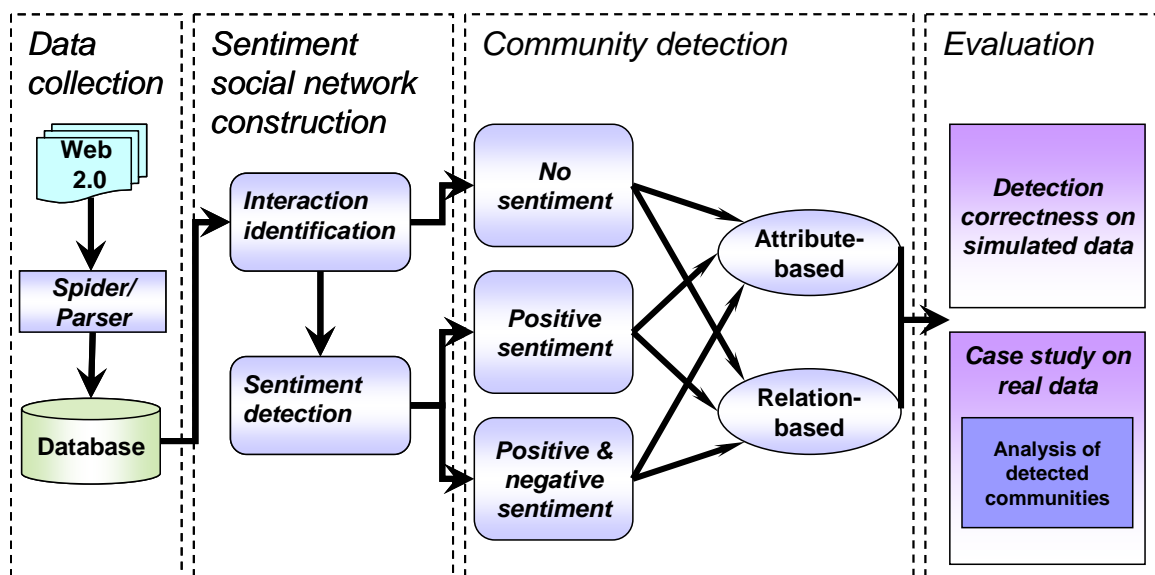 Data
collection
Web
2.0
Spider/
Parser
Database
Sentiment
social network
construction
Interaction
identification
Sentiment
detection
Community detection
No
sentiment
Positive
sentiment
Positive &
negative
sentiment
Attribute-
based
Relation-
based
Evaluation
Detection
correctness on
simulated data
Case study on
real data
Analysis of
detected
communities